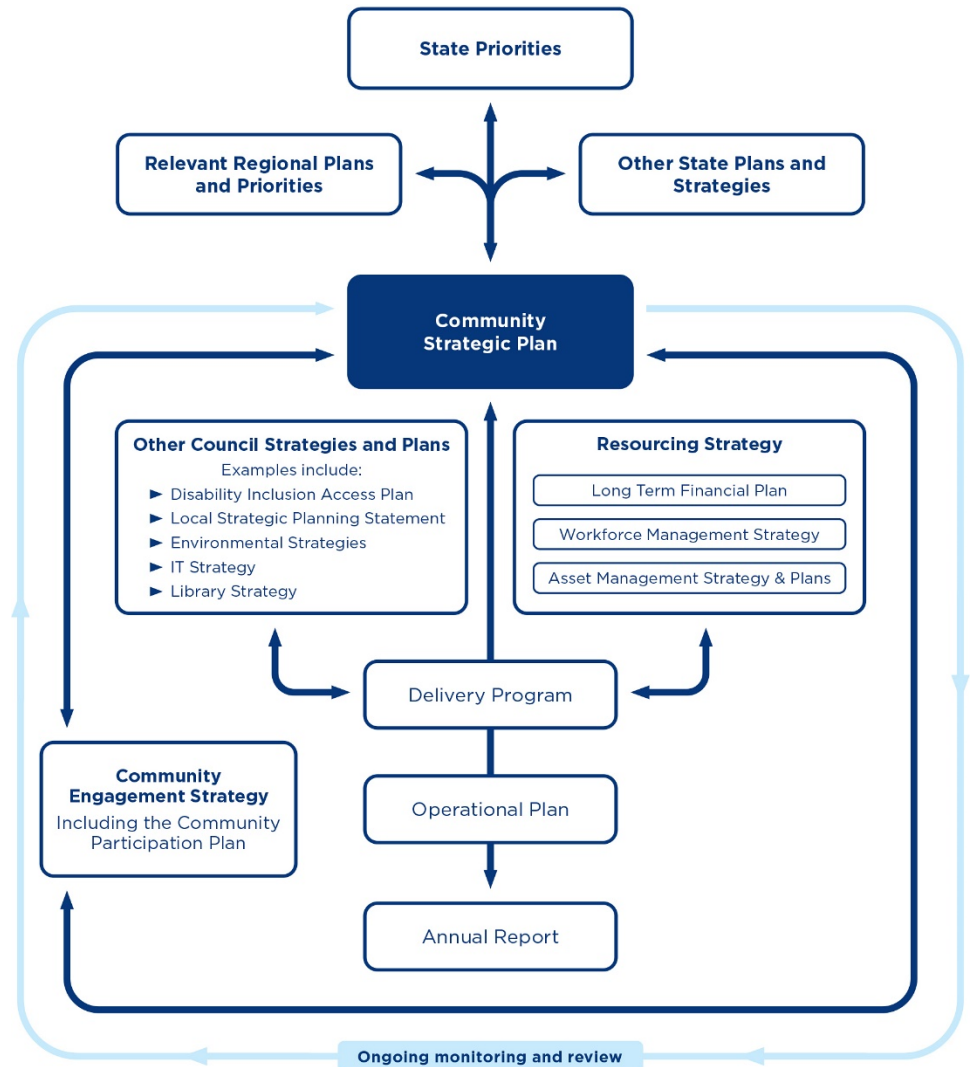 State Priorities
Relevant Regional Plans
and Priorities
Other State Plans and
Strategies
Community
Strategic Plan
Other Council Strategies and Plans
Examples include:
► Disability Inclusion Access Plan
► Local Strategic Planning Statement
► Environmental Strategies
► IT Strategy
► Library Strategy
Resourcing Strategy
Long Term Financial Plan
Workforce Management Strategy
Asset Management Strategy & Plans
Delivery Program
Community
Engagement Strategy
Including the Community
Participation Plan
Operational Plan
Annual Report
Ongoing monitoring and review